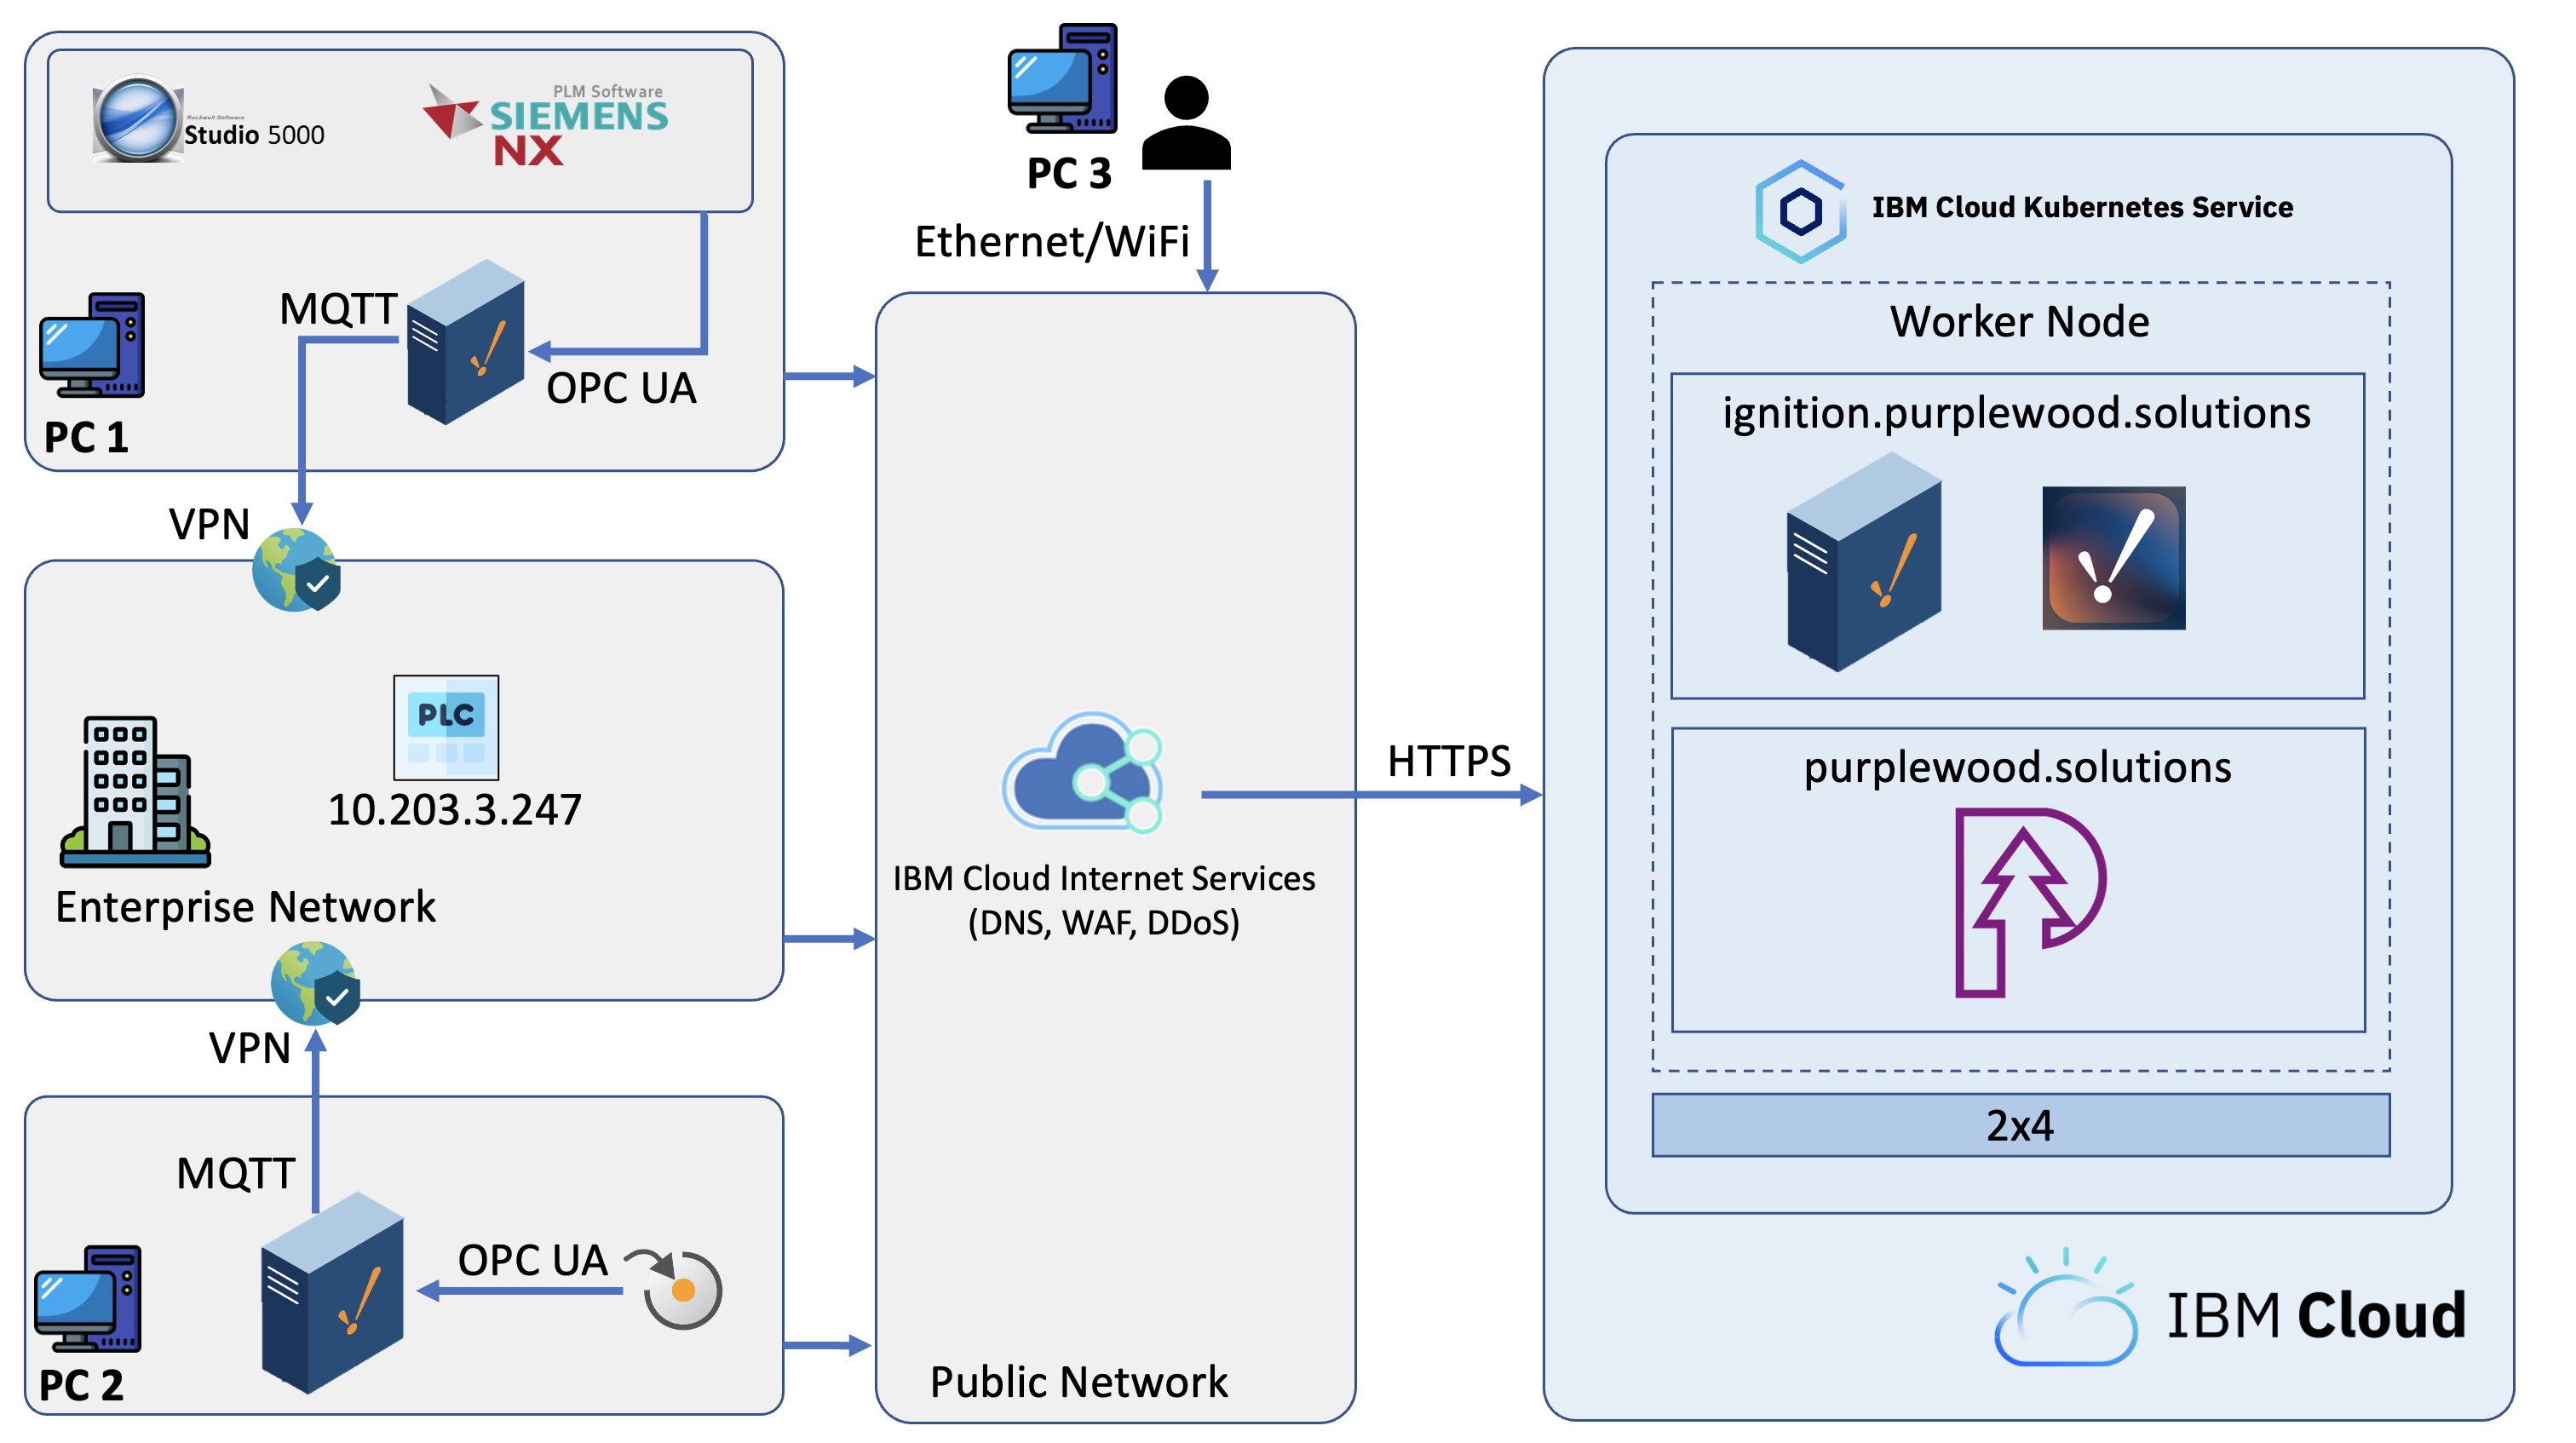 Rockwell Software
Studio 5000
PLM Software
SIEMENS
NX
MQTT
OPC UA
PC 1
VPN
PLC
10.203.3.247
Enterprise Network
VPN
MQTT
OPC UA
PC 2
PC 3
Ethernet/WiFi
IBM Cloud Internet Services
(DNS, WAF, DDoS)
Public Network
HTTPS
IBM Cloud Kubernetes Service
Worker Node
ignition.purplewood.solutions
purplewood.solutions
2x4
IBM Cloud